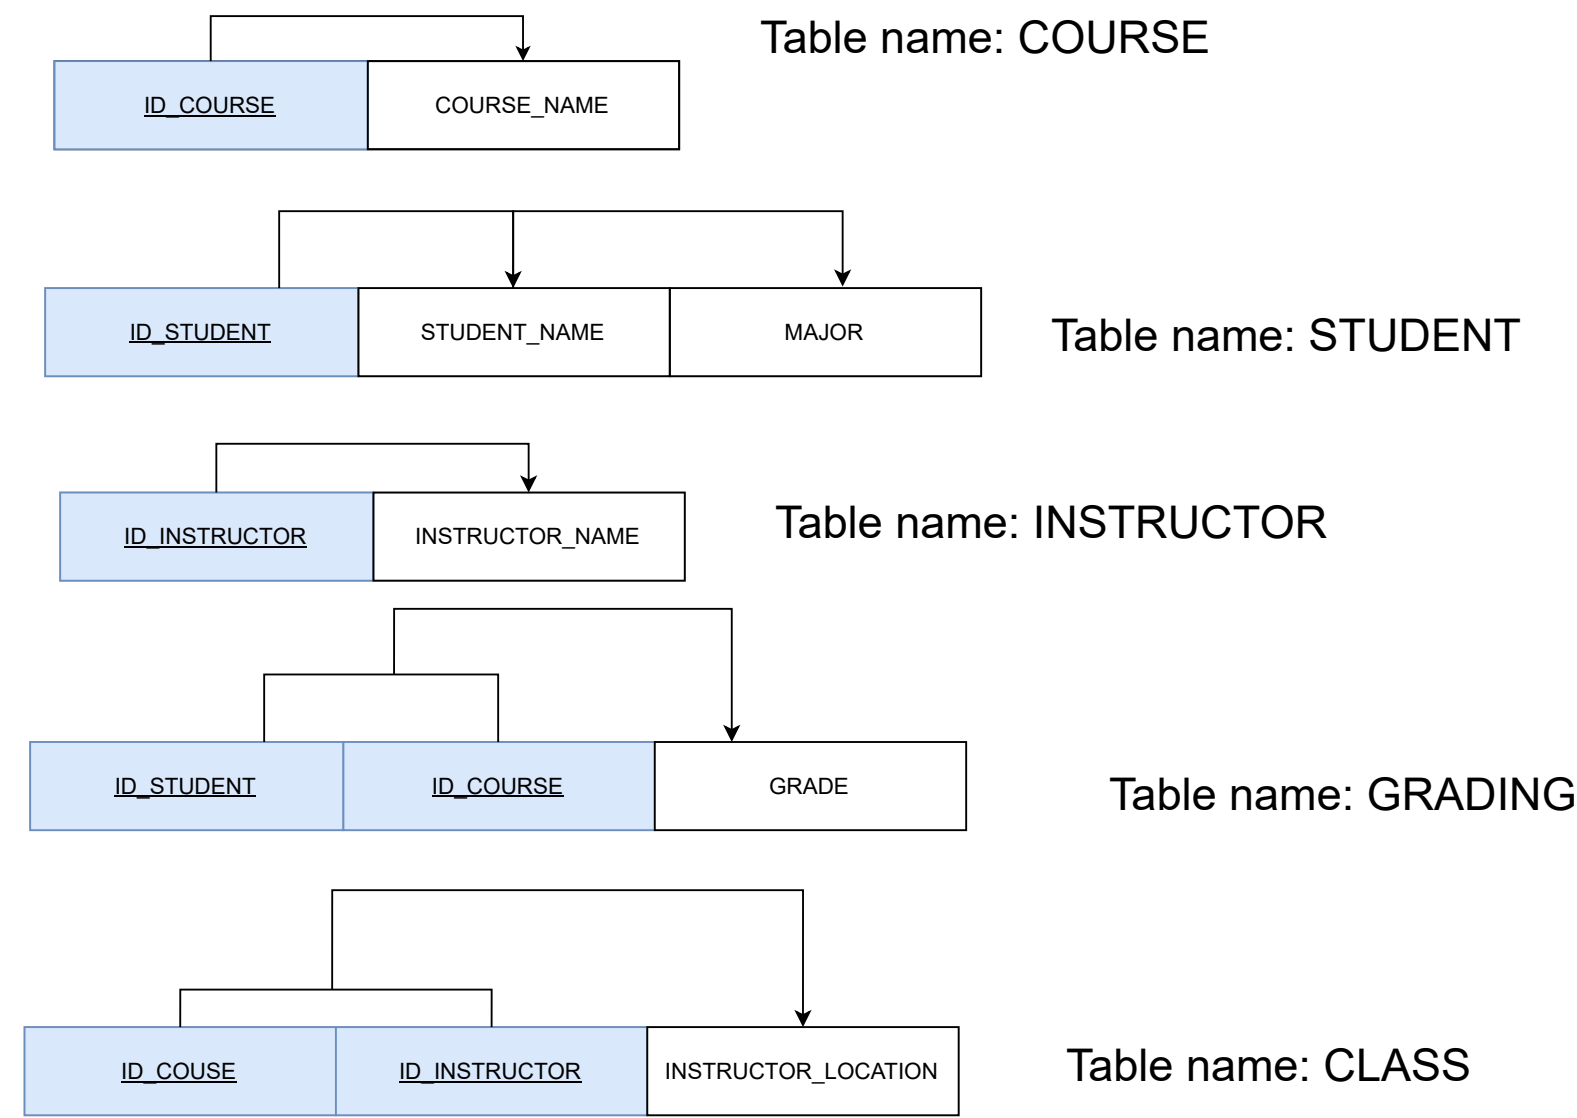 Table name: COURSE
ID_COURSE COURSE_NAME
ID_STUDENT STUDENT_NAME MAJOR
Table name: STUDENT
ID_INSTRUCTOR INSTRUCTOR_NAME
Table name: INSTRUCTOR
ID_STUDENT ID_COURSE GRADE
Table name: GRADING
ID_COUSE ID_INSTRUCTOR INSTRUCTOR_LOCATION
Table name: CLASS